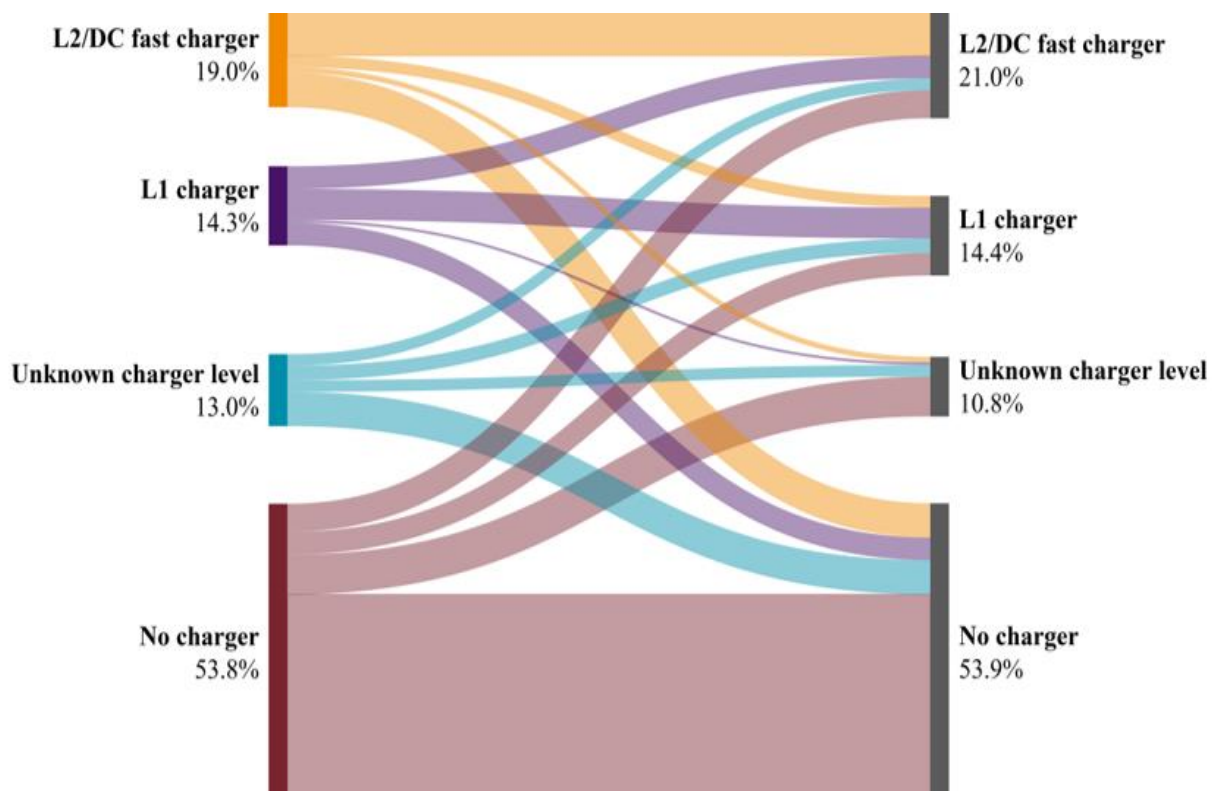 L2/DC fast charger
19.0%
L1 charger
14.3%
Unknown charger level
13.0%
No charger
53.8%
L2/DC fast charger
21.0%
L1 charger
14.4%
Unknown charger level
10.8%
No charger
53.9%